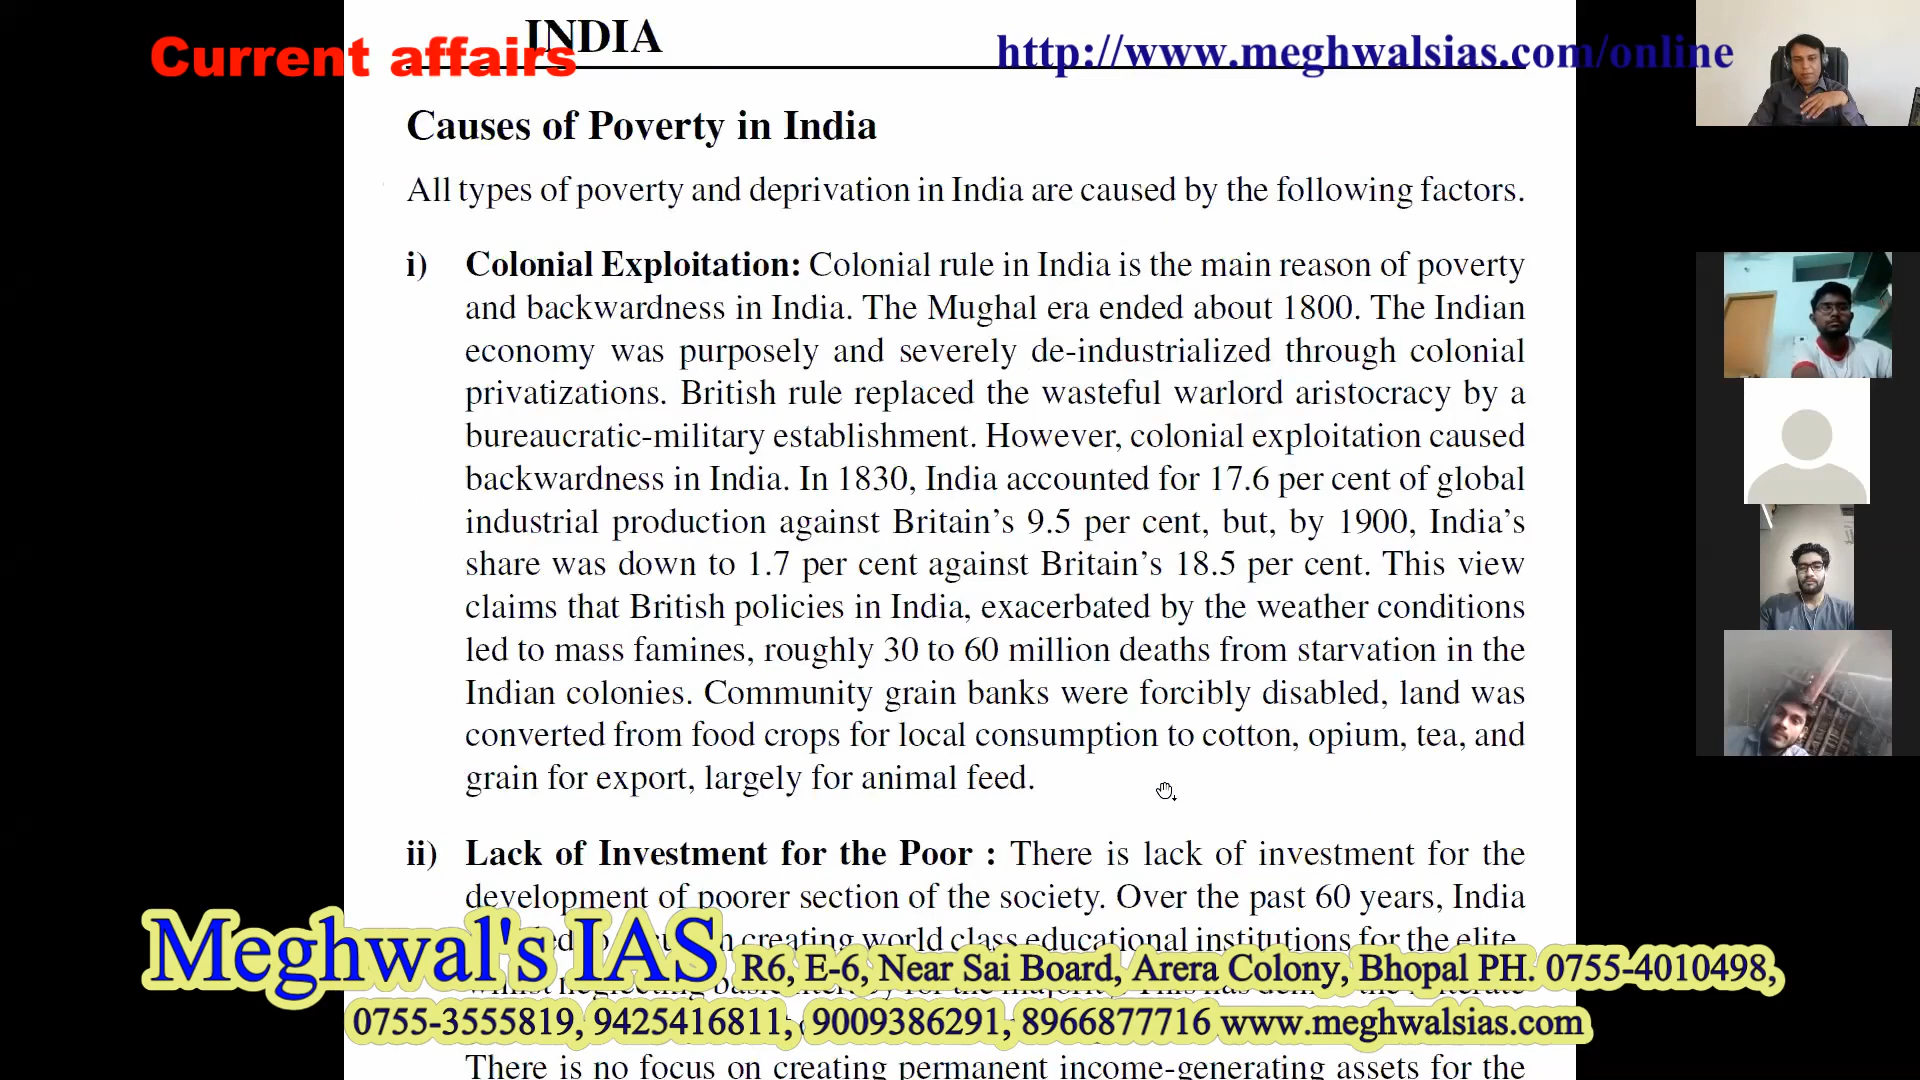 INDIA
Current affairs
http://www.meghwalsias.com/online
Causes of Poverty in India
All types of poverty and deprivation in India are caused by the following factors.
i) Colonial Exploitation: Colonial rule in India is the main reason of poverty
and backwardness in India. The Mughal era ended about 1800. The Indian
economy was purposely and severely de-industrialized through colonial
privatizations. British rule replaced the wasteful warlord aristocracy by a
bureaucratic-military establishment. However, colonial exploitation caused
backwardness in India. In 1830, India accounted for 17.6 per cent of global
industrial production against Britain's 9.5 per cent, but, by 1900, India's
share was down to 1.7 per cent against Britain's 18.5 per cent. This view
claims that British policies in India, exacerbated by the weather conditions
led to mass famines, roughly 30 to 60 million deaths from starvation in the
Indian colonies. Community grain banks were forcibly disabled, land was
converted from food crops for local consumption to cotton, opium, tea, and
grain for export, largely for animal feed.
ii) Lack of Investment for the Poor : There is lack of investment for the
development of poorer section of the society. Over the past 60 years, India
creating world class educational institutions for the elite,
Meghwal's IAS R6, E-6, Near Sai Board, Arera Colony, Bhopal PH. 0755-4010498,
0755-3555819, 9425416811, 9009386291, 8966877716 www.meghwalsias.com
There is no focus on creating permanent income-generating assets for the